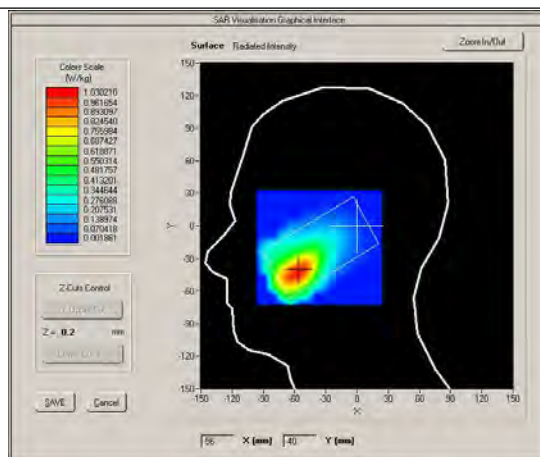 SAR Visualisation Graphical Interface
Surface Radiated Intensity
Zoom In/Out
Colors Scale
(W/kg)
1.030210
0.961654
0.893097
0.824540
0.755984
0.687427
0.618871
0.550314
0.481757
0.413201
0.344644
0.276088
0.207531
0.138974
0.070418
0.001861
150-
120-
90-
60-
30-
0-
-30-
-60-
-90-
-120-
-150-
Y
-150 -120 -90 -60 -30 0 30 60 90 120 150
X
Z-Cuts Control
Z = 0.2 mm
SAVE Cancel
-56 X (mm) -40 Y (mm)